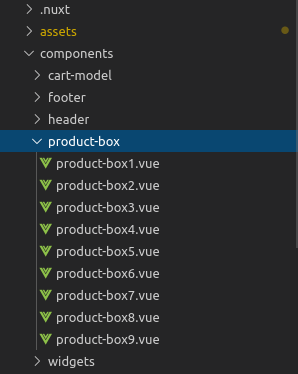 .nuxt
assets
components
cart-model
footer
header
product-box
product-box1.vue
product-box2.vue
product-box3.vue
product-box4.vue
product-box5.vue
product-box6.vue
product-box7.vue
product-box8.vue
product-box9.vue
widgets